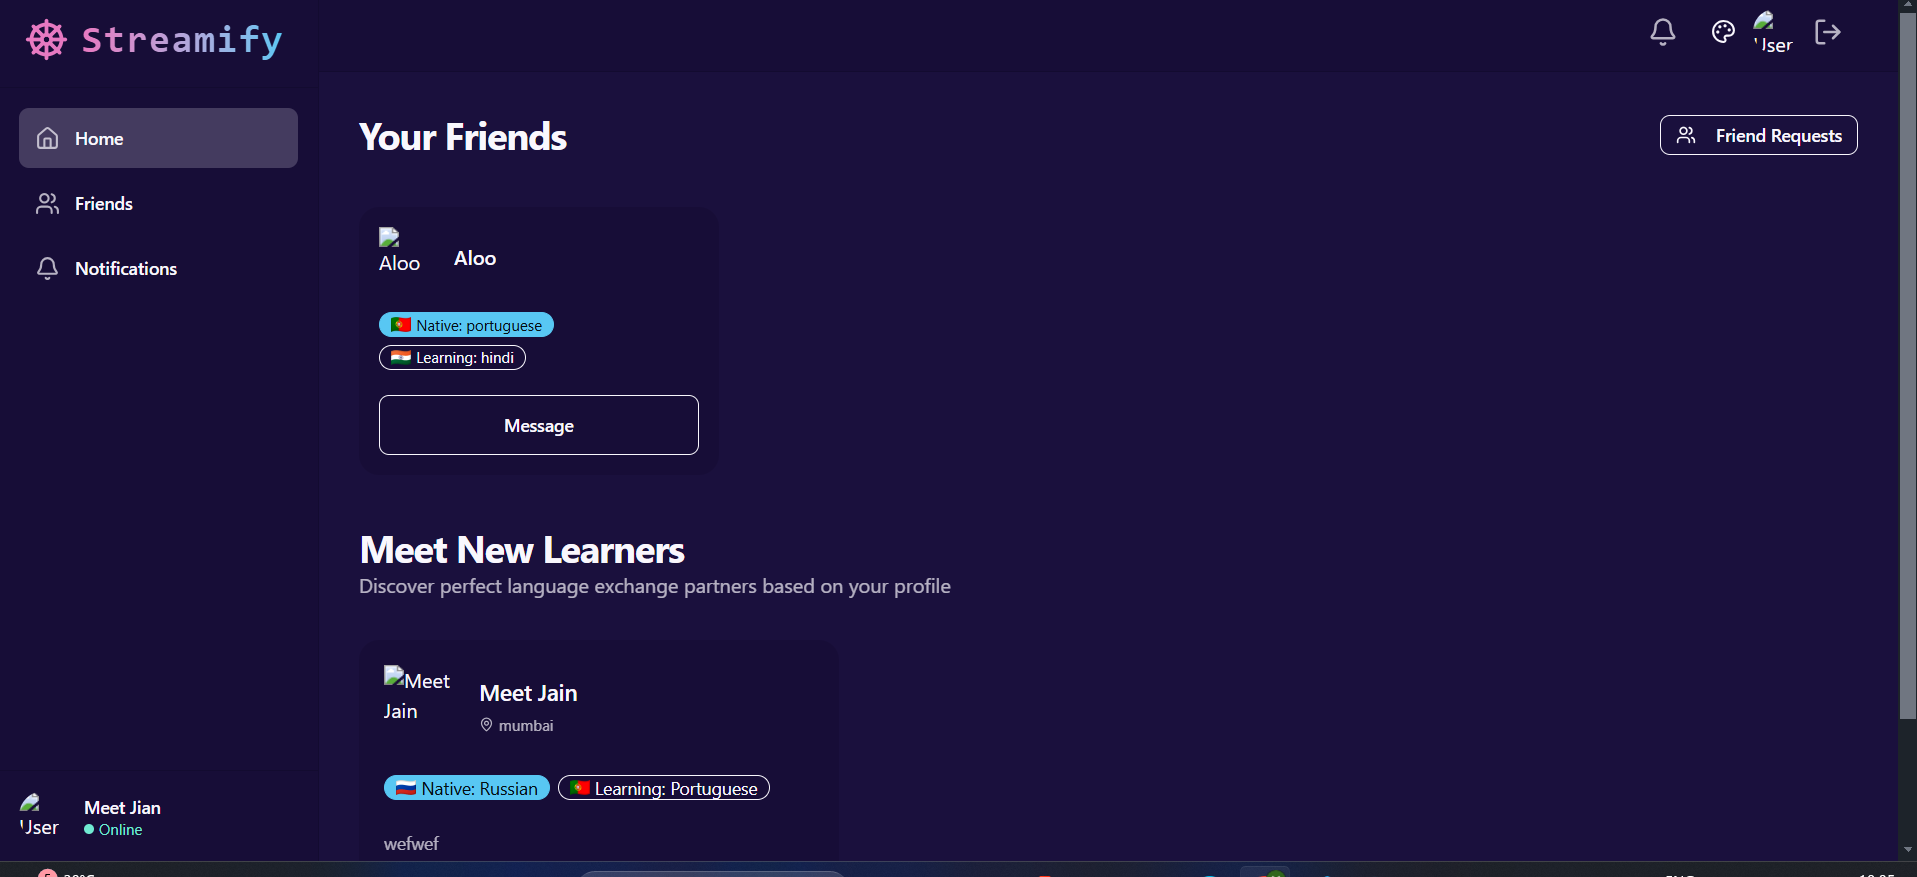 Streamify
User
Home
Friends
Notifications
Your Friends
Friend Requests
Aloo
Aloo
Native: portuguese
Learning: hindi
Message
Meet New Learners
Discover perfect language exchange partners based on your profile
Meet
Jain
Meet Jain
mumbai
Native: Russian
Learning: Portuguese
wefwef
User
Meet Jian
Online